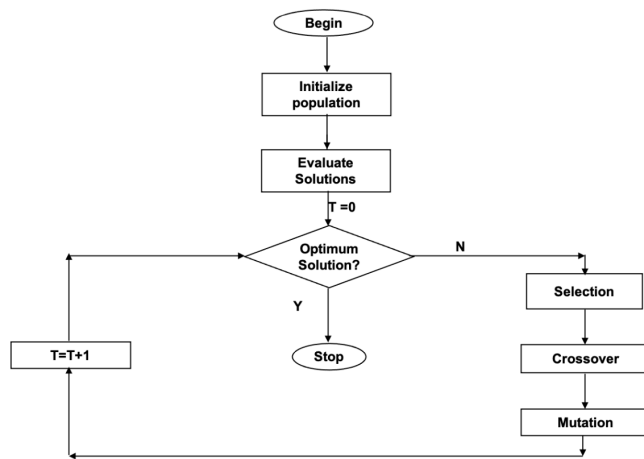 Begin
Initialize
population
Evaluate
Solutions
T =0
Optimum
Solution?
N
Selection
Y
Stop
T=T+1
Crossover
Mutation